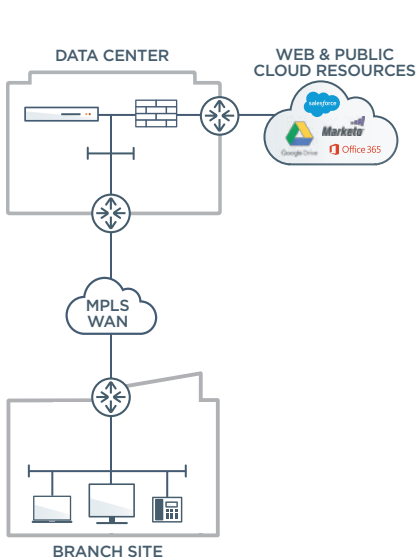 DATA CENTER
WEB & PUBLIC
CLOUD RESOURCES
salesforce
Marketo
Google Drive
Office 365
MPLS
WAN
BRANCH SITE